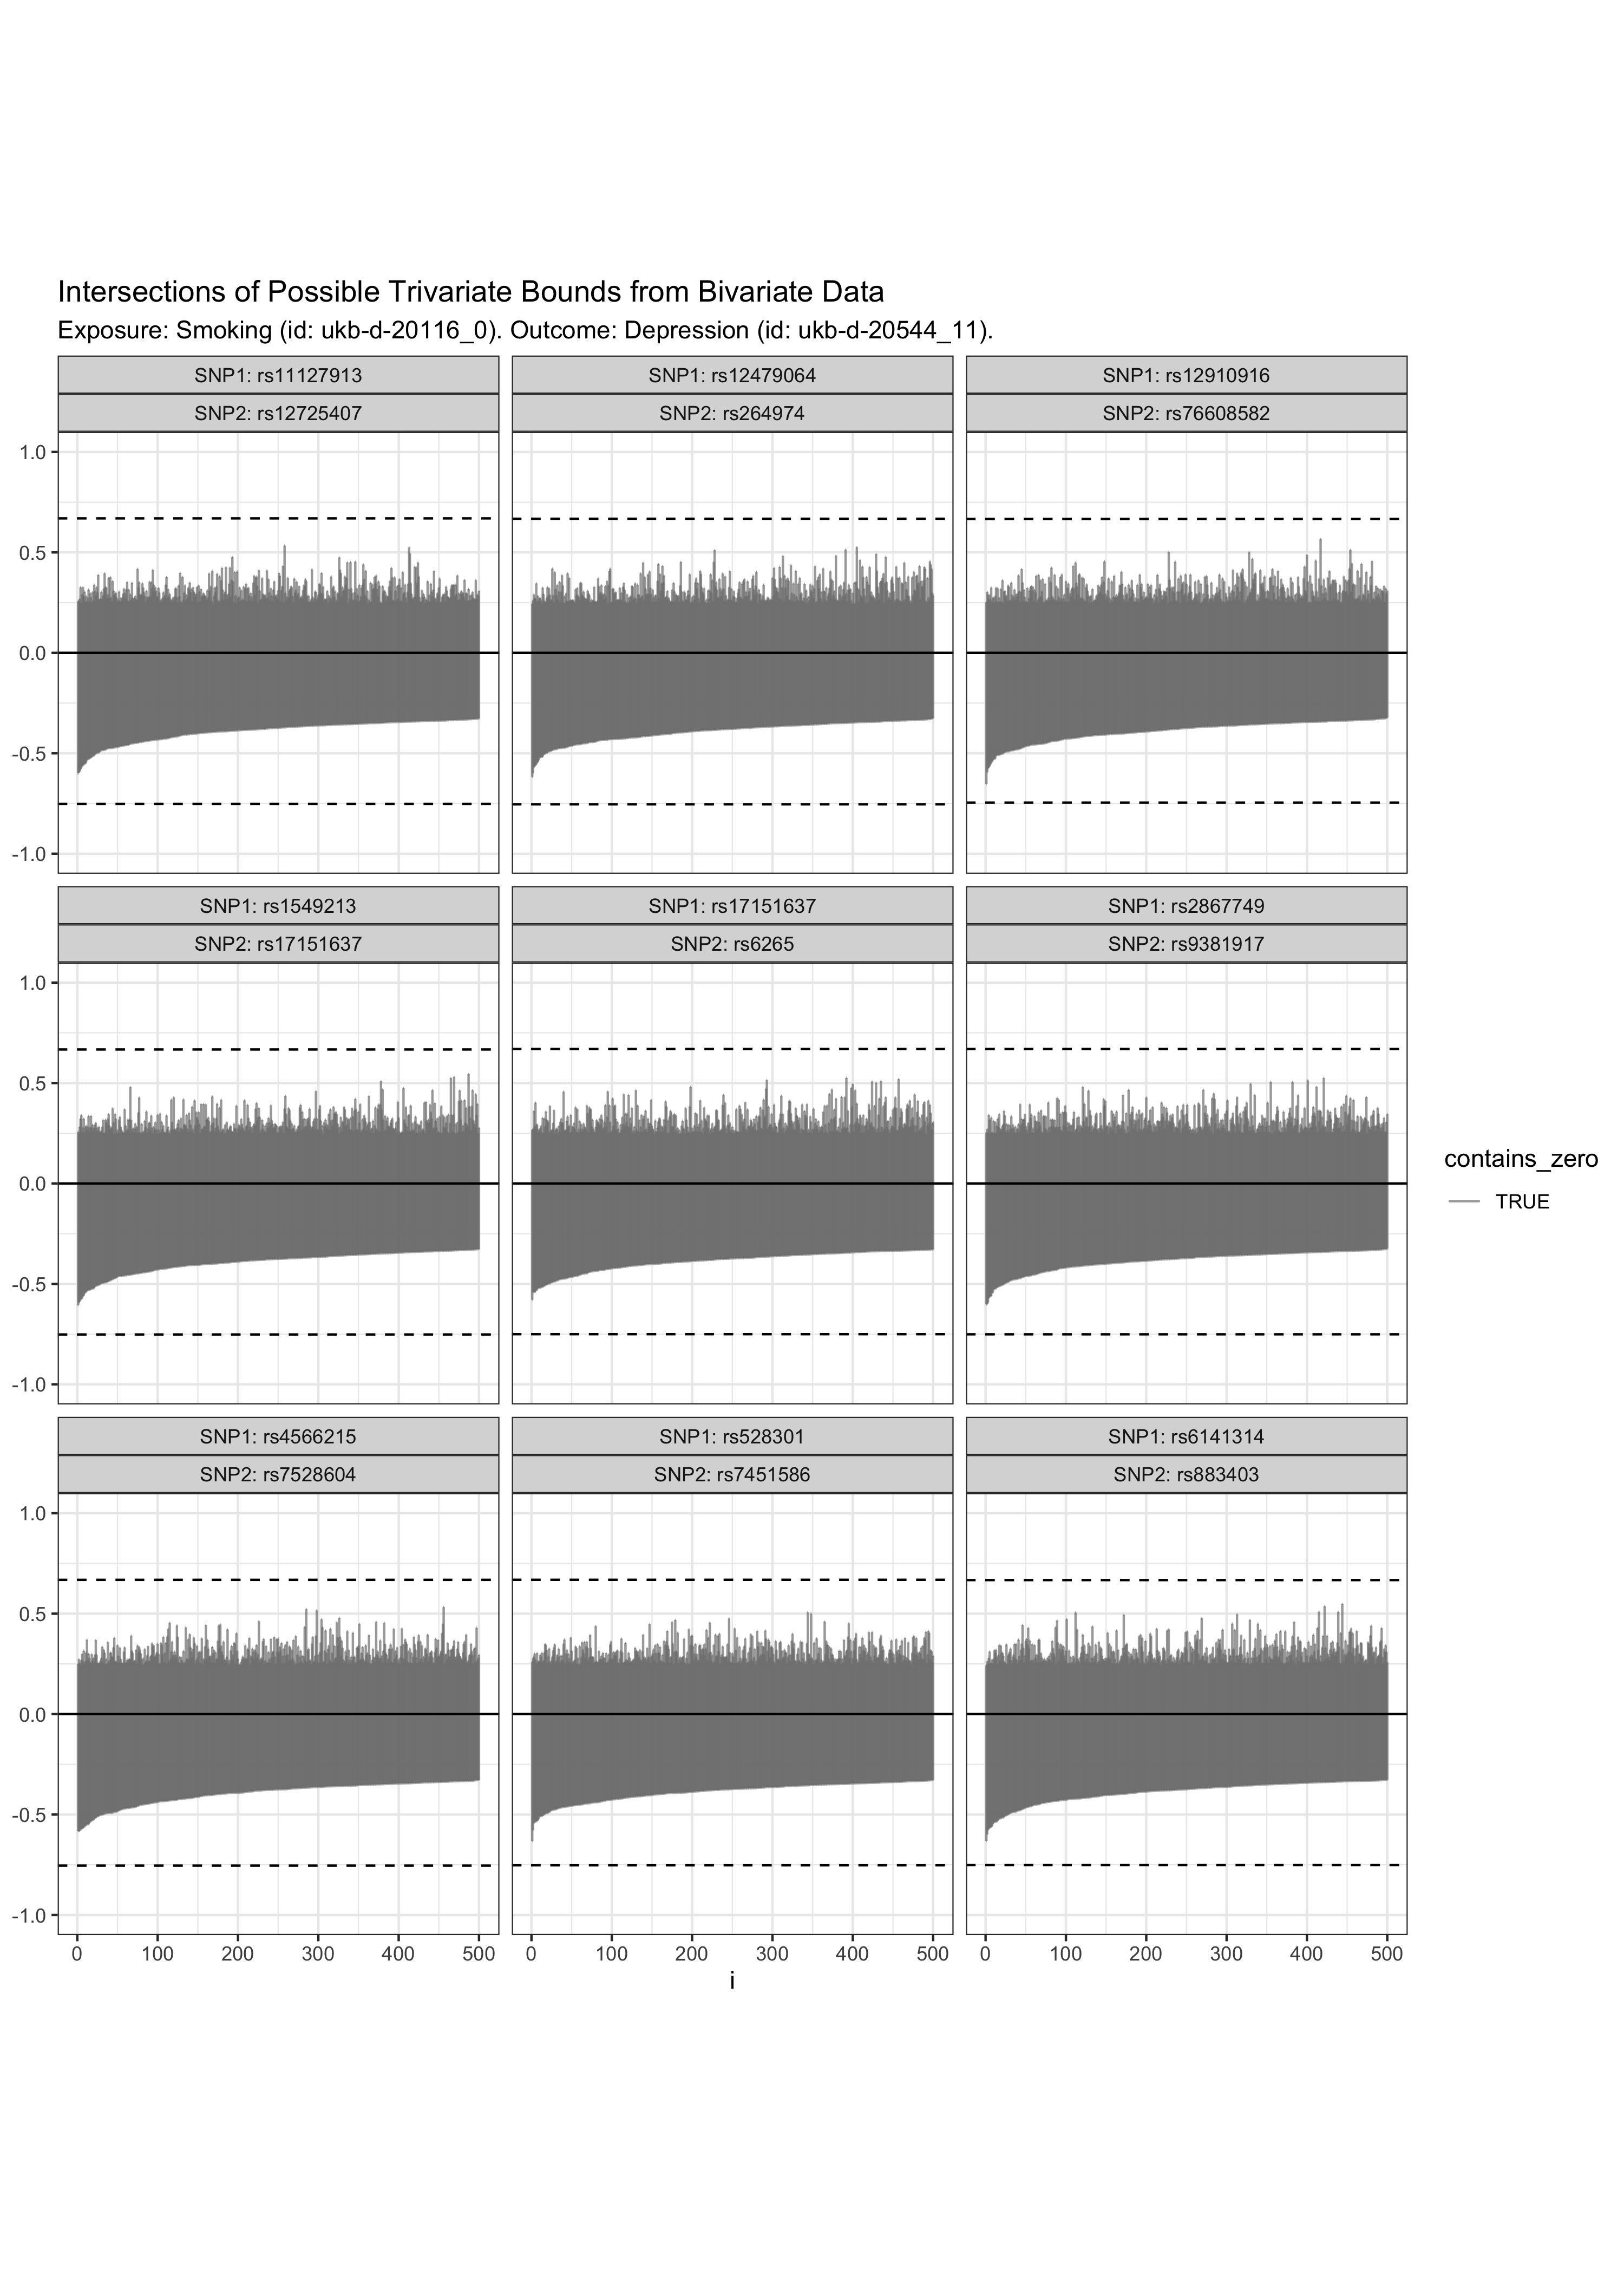 Intersections of Possible Trivariate Bounds from Bivariate Data
Exposure: Smoking (id: ukb-d-20116_0). Outcome: Depression (id: ukb-d-20544_11).
SNP1: rs11127913
SNP2: rs12725407
SNP1: rs12479064
SNP2: rs264974
SNP1: rs12910916
SNP2: rs76608582
1.0
0.5
0.0
-0.5
-1.0
SNP1: rs1549213
SNP2: rs17151637
SNP1: rs17151637
SNP2: rs6265
SNP1: rs2867749
SNP2: rs9381917
1.0
0.5
0.0
-0.5
-1.0
SNP1: rs4566215
SNP2: rs7528604
SNP1: rs528301
SNP2: rs7451586
SNP1: rs6141314
SNP2: rs883403
1.0
0.5
0.0
-0.5
-1.0
0 100 200 300 400 500
0 100 200 300 400 500
0 100 200 300 400 500
i
contains_zero
TRUE